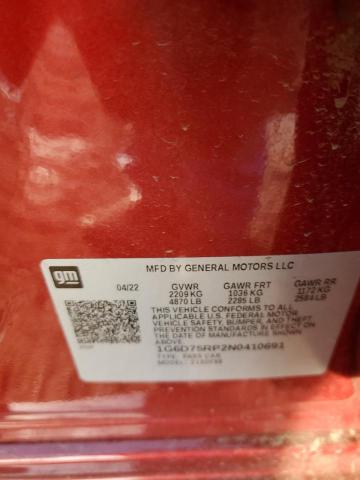 gm
MFD BY GENERAL MOTORS LLC
04/22 GVWR GAWR FRT GAWR RR
2209 KG 1036 KG 1172 KG
4870 LB 2285 LB 2584 LB
THIS VEHICLE CONFORMS TO ALL
APPLICABLE U.S. FEDERAL MOTOR
VEHICLE SAFETY, BUMPER, AND THEFT
PREVENTION STANDARDS IN EFFECT ON
THE DATE OF MANUFACTURE SHOWN
ABOVE.
1G6D75RP2N0410691
TYPE: PASS CAR
MODEL: